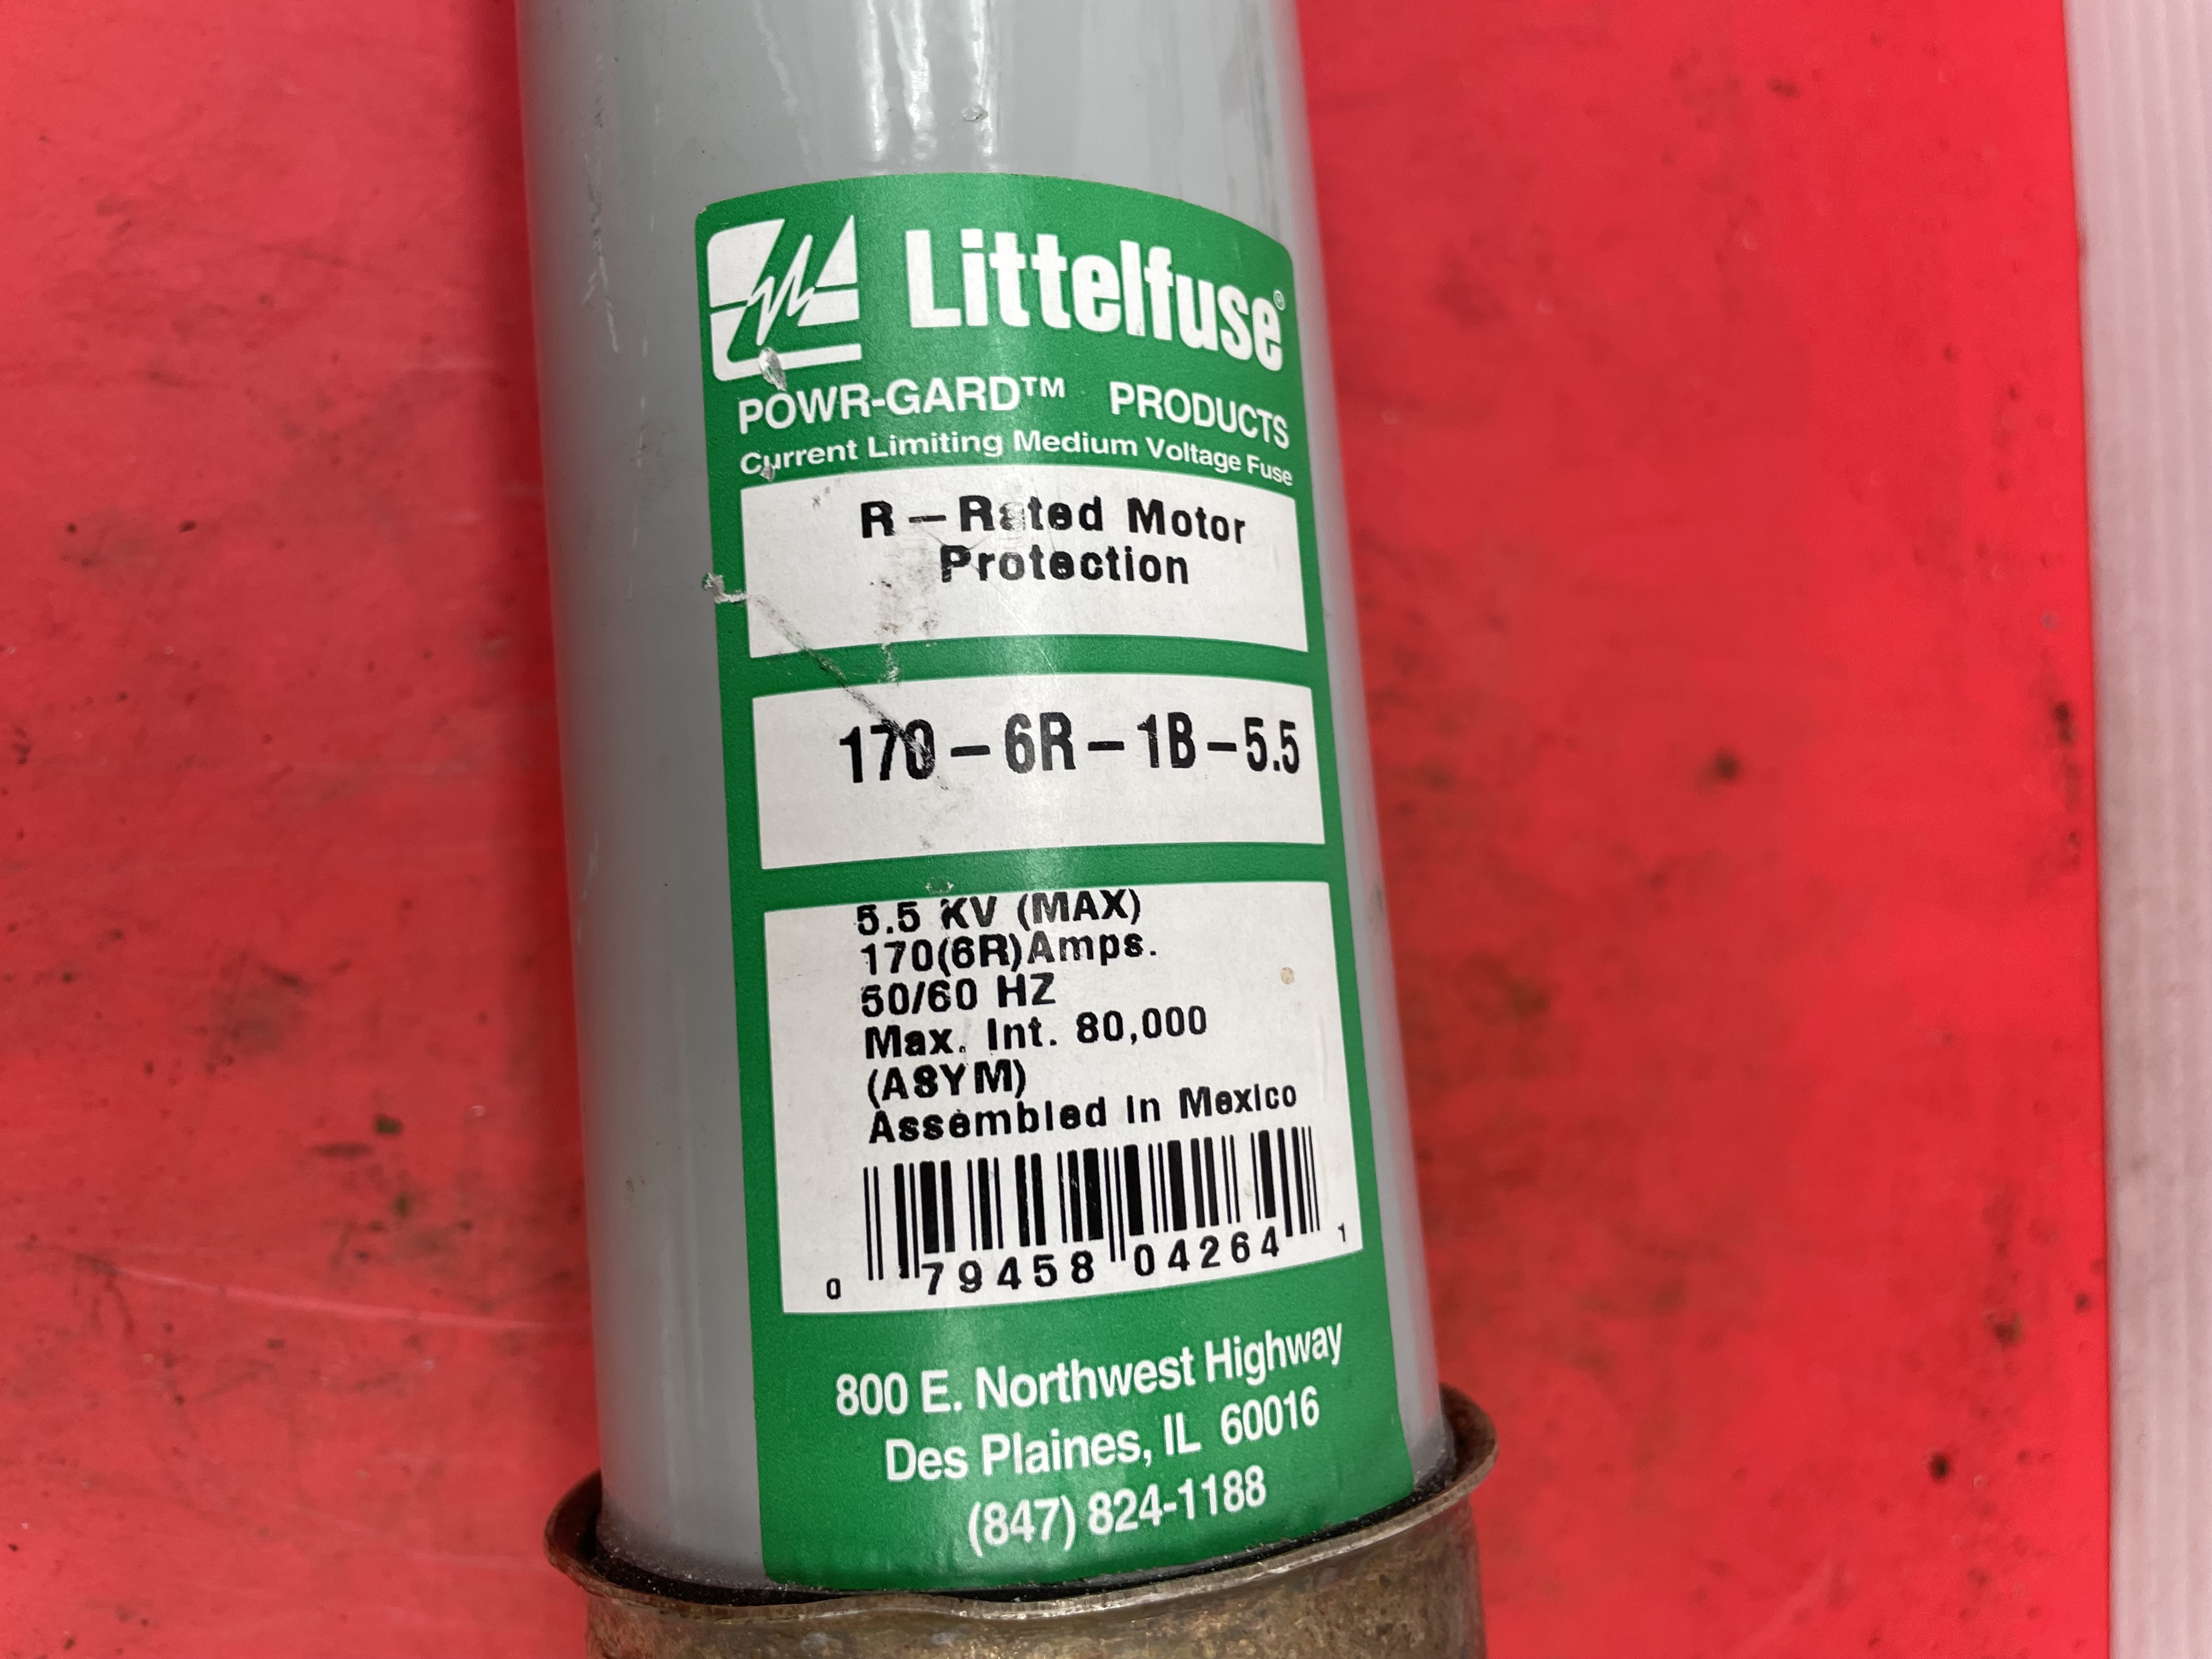 Littelfuse®
POWR-GARD™ PRODUCTS
Current Limiting Medium Voltage Fuse
R-Rated Motor
Protection
170-6R-1B-5.5
5.5 KV (MAX)
170(6R)Amps.
50/60 HZ
Max. Int. 80,000
(ASYM)
Assembled in Mexico
0 79458 04264 1
800 E. Northwest Highway
Des Plaines, IL 60016
(847) 824-1188